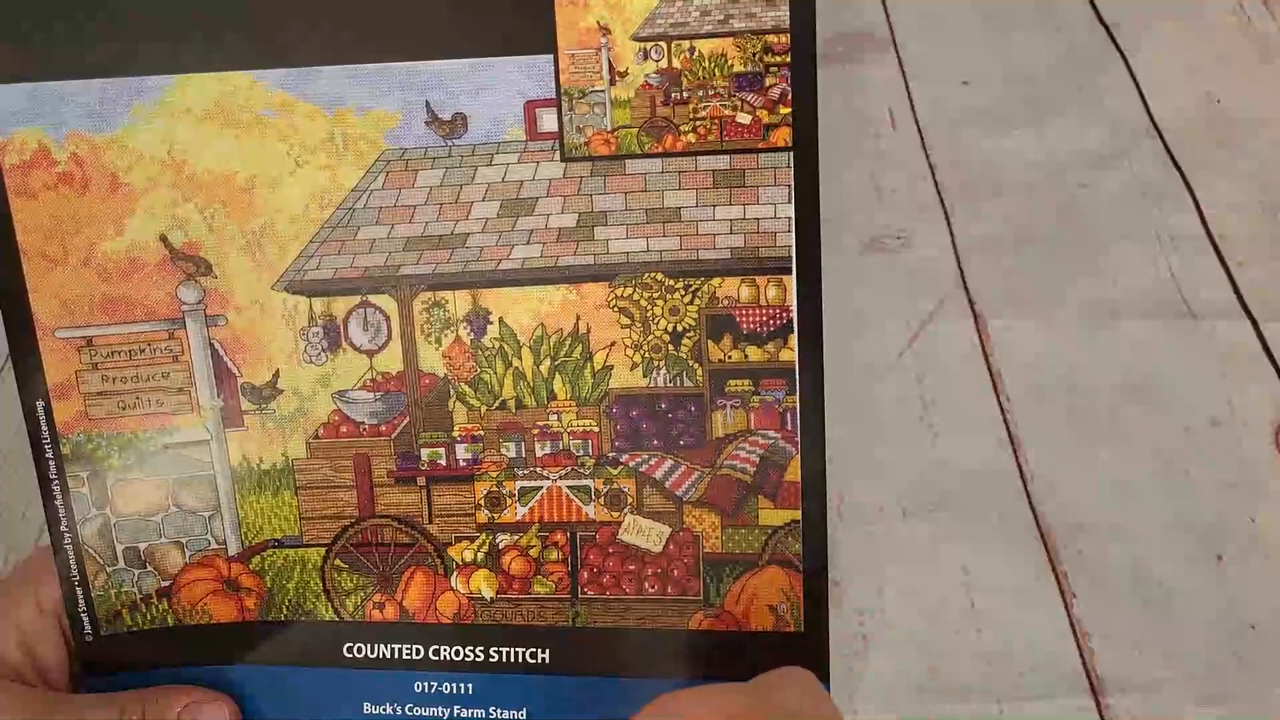 Pumpkins
Produce
Quilts
APPLES
GOURDS
© Janet Stever • Licensed by Porterfield's Fine Art Licensing.
COUNTED CROSS STITCH
017-0111
Buck's County Farm Stand